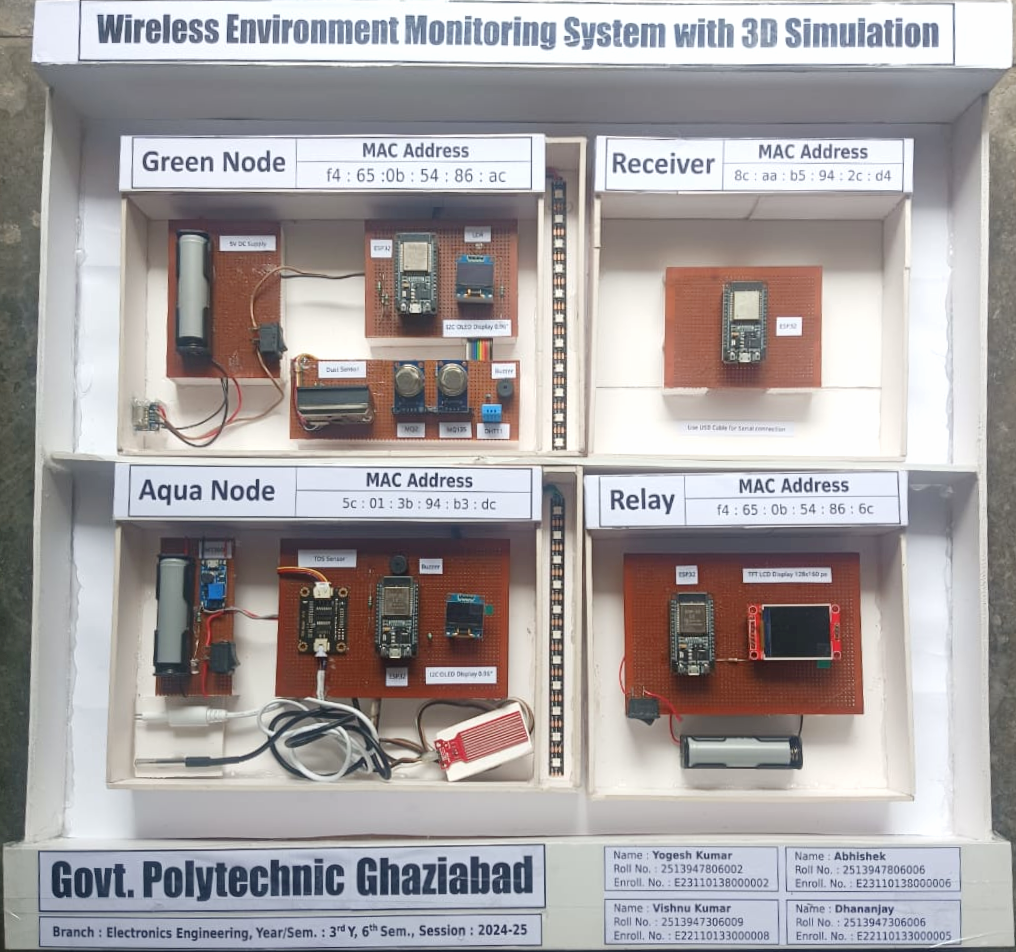 Wireless Environment Monitoring System with 3D Simulation
Green Node
MAC Address
f4 : 65 :0b : 54 : 86 : ac
Receiver
MAC Address
8c : aa : b5 : 94 : 2c : d4
5v DC Supply
ESP32
LDR
I2C OLED Display 0.96"
Dust Sensor
Buzzer
MQ2
MQ135
DHT11
ESP32
Use USB Cable for Serial connection
Aqua Node
MAC Address
5c : 01 : 3b : 94 : b3 : dc
Relay
MAC Address
f4 : 65 : 0b : 54 : 86 : 6c
TDS Sensor
Buzzer
ESP32
I2C OLED Display 0.96"
ESP32
TFT LCD Display 128x160 px
Govt. Polytechnic Ghaziabad
Branch : Electronics Engineering, Year/Sem. : 3rd Y, 6th Sem., Session : 2024-25
Name : Yogesh Kumar
Roll No. : 2513947806002
Enroll. No. : E23110138000002
Name : Abhishek
Roll No. : 2513947806006
Enroll. No. : E23110138000006
Name : Vishnu Kumar
Roll No. : 2513947306009
Enroll. No. : E22110133000008
Name : Dhananjay
Roll No. : 2513947306006
Enroll. No. : E22110133000005